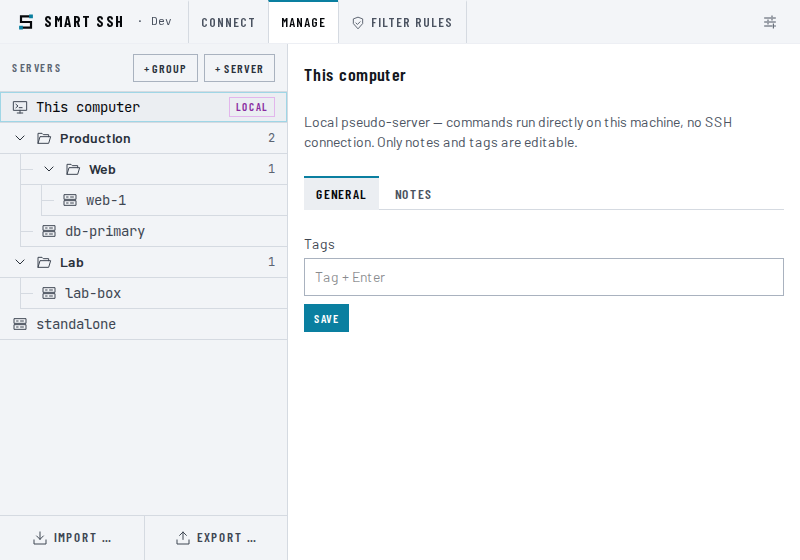 SMART SSH · Dev
CONNECT
MANAGE
FILTER RULES
SERVERS
+ GROUP
+ SERVER
This computer
LOCAL
Production
2
Web
1
web-1
db-primary
Lab
1
lab-box
standalone
IMPORT …
EXPORT …
This computer
Local pseudo-server — commands run directly on this machine, no SSH
connection. Only notes and tags are editable.
GENERAL
NOTES
Tags
Tag + Enter
SAVE